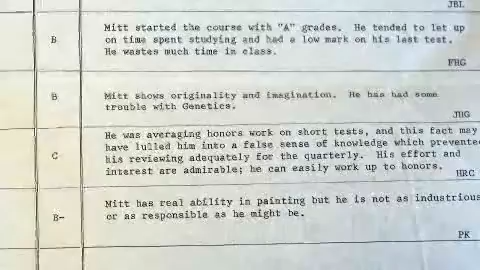 JBL
B
Mitt started the course with "A" grades. He tended to let up
on time spent studying and had a low mark on his last test.
He wastes much time in class.
FHG
B
Mitt shows originality and imagination. He has had some
trouble with Genetics.
JHG
C
He was averaging honors work on short tests, and this fact may
have lulled him into a false sense of knowledge which prevente
his reviewing adequately for the quarterly. His effort and
interest are admirable; he can easily work up to honors.
HRC
B-
Mitt has real ability in painting but he is not as industrious
or as responsible as he might be.
PK